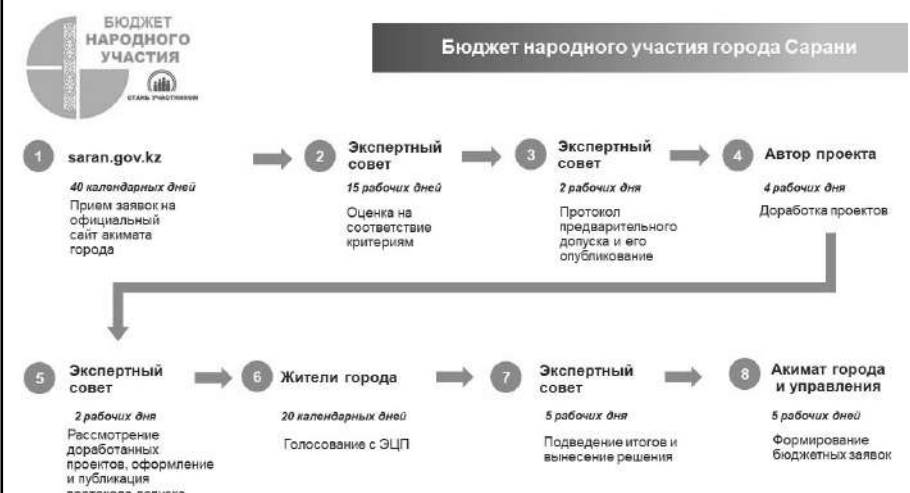 БЮДЖЕТ
НАРОДНОГО
УЧАСТИЯ
СТАНЬ УЧАСТНИКОМ
Бюджет народного участия города Сарани
1
saran.gov.kz
40 календарных дней
Прием заявок на
официальный
сайт акимата
города
2
Экспертный
совет
15 рабочих дней
Оценка на
соответствие
критериям
3
Экспертный
совет
2 рабочих дня
Протокол
предварительного
допуска и его
опубликование
4
Автор проекта
4 рабочих дня
Доработка проектов
5
Экспертный
совет
2 рабочих дня
Рассмотрение
доработанных
проектов, оформление
и публикация
протокола допуска
6
Жители города
20 календарных дней
Голосование с ЭЦП
7
Экспертный
совет
5 рабочих дня
Подведение итогов и
вынесение решения
8
Акимат города
и управления
5 рабочих дней
Формирование
бюджетных заявок